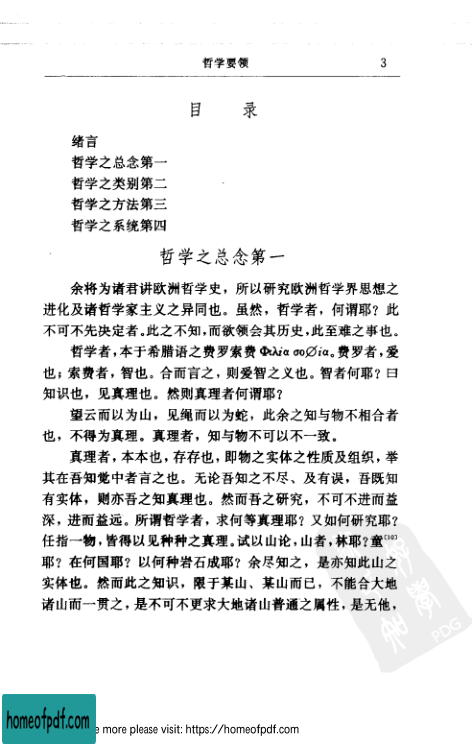 哲学要领 3
目 录
绪言
哲学之总念第一
哲学之类别第二
哲学之方法第三
哲学之系统第四
哲学之总念第一
余将为诸君讲欧洲哲学史，所以研究欧洲哲学界思想之
进化及诸哲学家主义之异同也。虽然，哲学者，何谓耶？此
不可不先决定者。此之不知，而欲领会其历史，此至难之事也。
哲学者，本于希腊语之费罗索费 Φιλία σοØία。费罗者，爱
也；索费者，智也。合而言之，则爱智之义也。智者何耶？曰
知识也，见真理也。然则真理者何谓耶？
望云而以为山，见绳而以为蛇，此余之知与物不相合者
也，不得为真理。真理者，知与物不可以不一致。
真理者，本本也，存存也，即物之实体之性质及组织，举
其在吾知觉中者言之也。无论吾知之不尽、及有误，吾既知
有实体，则亦吾之知真理也。然而吾之研究，不可不进而益
深，进而益远。所谓哲学者，求何等真理耶？又如何研究耶？
任指一物，皆得以见种种之真理。试以山论，山者，林耶？童〔10〕
耶？在何国耶？以何种岩石成耶？余尽知之，是亦知此山之
实体也。然而此之知识，限于某山、某山而已，不能合大地
诸山而一贯之，是不可不更求大地诸山普通之属性，是无他，
PDG
homeofpdf.com
e more please visit: https://homeofpdf.com